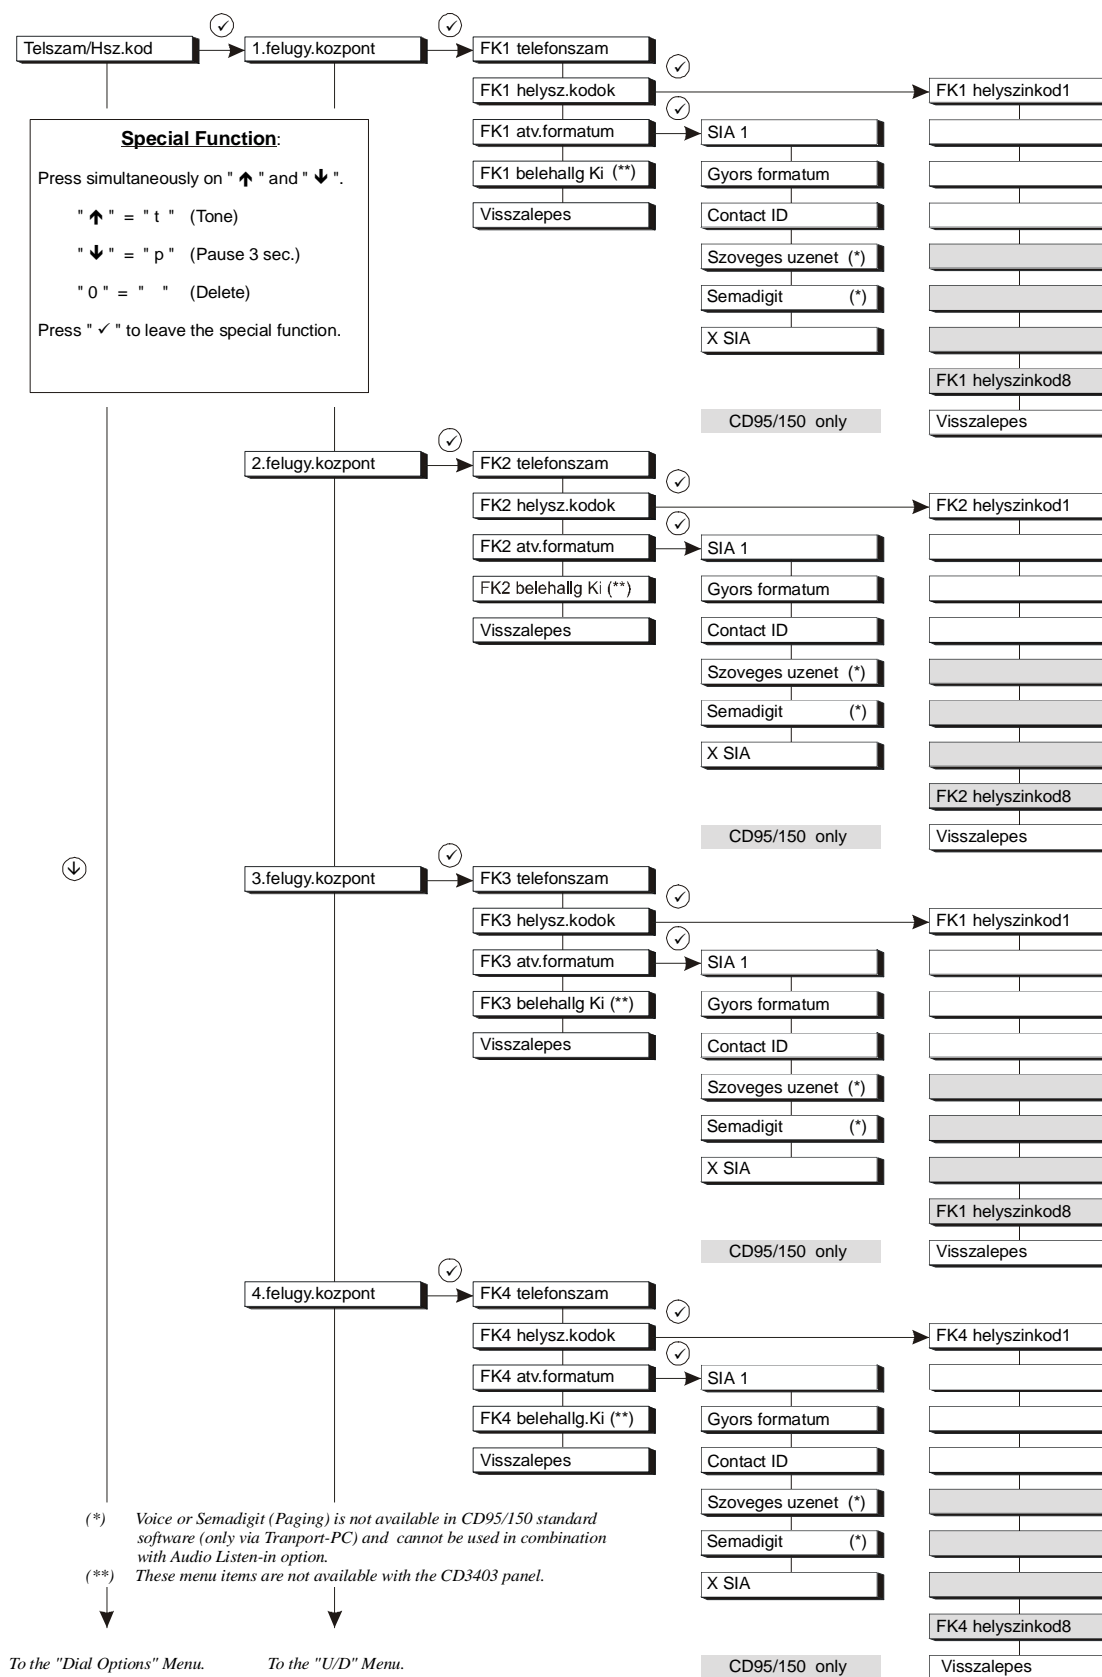 Telszam/Hsz.kod
1.felugy.kozpont
FK1 telefonszam
FK1 helysz.kodok
FK1 helyszinkod1
FK1 atv.formatum
SIA 1
FK1 belehallg Ki (**)
Gyors formatum
Visszalepes
Contact ID
Szoveges uzenet (*)
Semadigit (*)
X SIA
FK1 helyszinkod8
CD95/150 only
Visszalepes
Special Function:
Press simultaneously on " ↑ " and " ↓ ".
" ↑ " = " t " (Tone)
" ↓ " = " p " (Pause 3 sec.)
" 0 " = " " (Delete)
Press " ✓ " to leave the special function.
2.felugy.kozpont
FK2 telefonszam
FK2 helysz.kodok
FK2 helyszinkod1
FK2 atv.formatum
SIA 1
FK2 belehallg Ki (**)
Gyors formatum
Visszalepes
Contact ID
Szoveges uzenet (*)
Semadigit (*)
X SIA
FK2 helyszinkod8
CD95/150 only
Visszalepes
3.felugy.kozpont
FK3 telefonszam
FK3 helysz.kodok
FK1 helyszinkod1
FK3 atv.formatum
SIA 1
FK3 belehallg Ki (**)
Gyors formatum
Visszalepes
Contact ID
Szoveges uzenet (*)
Semadigit (*)
X SIA
FK1 helyszinkod8
CD95/150 only
Visszalepes
4.felugy.kozpont
FK4 telefonszam
FK4 helysz.kodok
FK4 helyszinkod1
FK4 atv.formatum
SIA 1
FK4 belehallg.Ki (**)
Gyors formatum
Visszalepes
Contact ID
Szoveges uzenet (*)
Semadigit (*)
X SIA
FK4 helyszinkod8
CD95/150 only
Visszalepes
(*) Voice or Semadigit (Paging) is not available in CD95/150 standard
software (only via Tranport-PC) and cannot be used in combination
with Audio Listen-in option.
(**) These menu items are not available with the CD3403 panel.
To the "Dial Options" Menu.
To the "U/D" Menu.